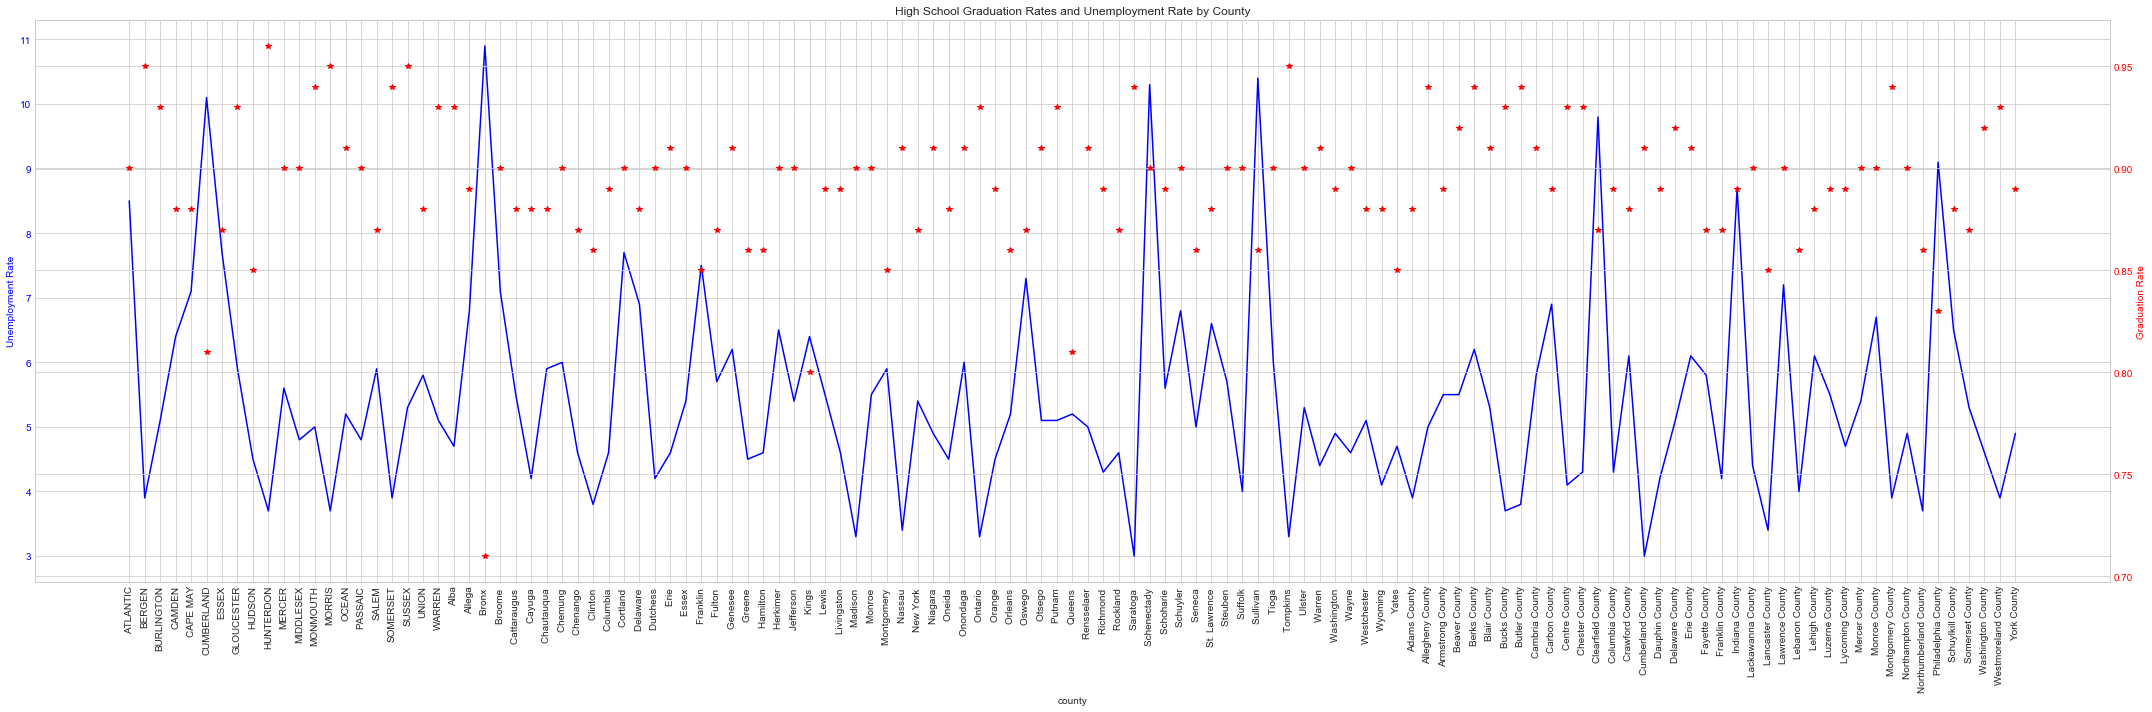 High School Graduation Rates and Unemployment Rate by County
Unemployment Rate
11
10
9
8
7
6
5
4
3
0.95
0.90
0.85
0.80
0.75
0.70
Graduation Rate
ATLANTIC
BERGEN
BURLINGTON
CAMDEN
CAPE MAY
CUMBERLAND
ESSEX
GLOUCESTER
HUDSON
HUNTERDON
MERCER
MIDDLESEX
MONMOUTH
MORRIS
OCEAN
PASSAIC
SALEM
SOMERSET
SUSSEX
UNION
WARREN
Alba
Allega
Bronx
Broome
Cattaraugus
Cayuga
Chautauqua
Chemung
Chenango
Clinton
Columbia
Cortland
Delaware
Dutchess
Erie
Essex
Franklin
Fulton
Genesee
Greene
Hamilton
Herkimer
Jefferson
Kings
Lewis
Livingston
Madison
Monroe
Montgomery
Nassau
New York
Niagara
Oneida
Onondaga
Ontario
Orange
Orleans
Oswego
Otsego
Putnam
Queens
Rensselaer
Richmond
Rockland
Saratoga
Schenectady
Schoharie
Schuyler
Seneca
St. Lawrence
Steuben
Suffolk
Sullivan
Tioga
Tompkins
Ulster
Warren
Washington
Wayne
Westchester
Wyoming
Yates
Adams County
Allegheny County
Armstrong County
Beaver County
Berks County
Blair County
Bucks County
Butler County
Cambria County
Carbon County
Centre County
Chester County
Clearfield County
Columbia County
Crawford County
Cumberland County
Dauphin County
Delaware County
Erie County
Fayette County
Franklin County
Indiana County
Lackawanna County
Lancaster County
Lawrence County
Lebanon County
Lehigh County
Luzerne County
Lycoming County
Mercer County
Monroe County
Montgomery County
Northampton County
Northumberland County
Philadelphia County
Schuylkill County
Somerset County
Washington County
Westmoreland County
York County
county